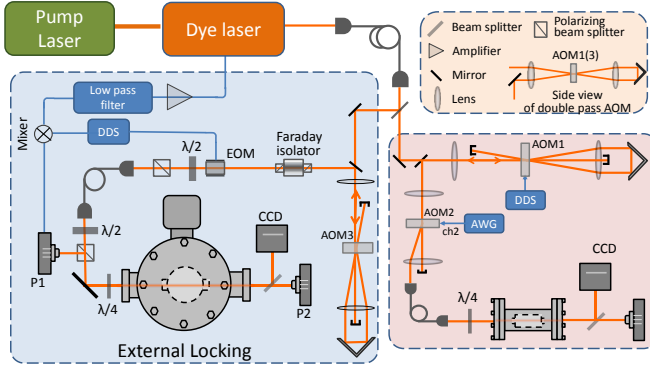 Pump
Laser
Dye laser
Beam splitter
Polarizing
beam splitter
Amplifier
Mirror
Lens
AOM1(3)
Side view
of double pass AOM
Low pass
filter
Mixer
DDS
λ/2
EOM
Faraday
isolator
λ/2
CCD
AOM3
P1
λ/4
P2
External Locking
AOM1
DDS
AOM2
ch2
AWG
CCD
λ/4